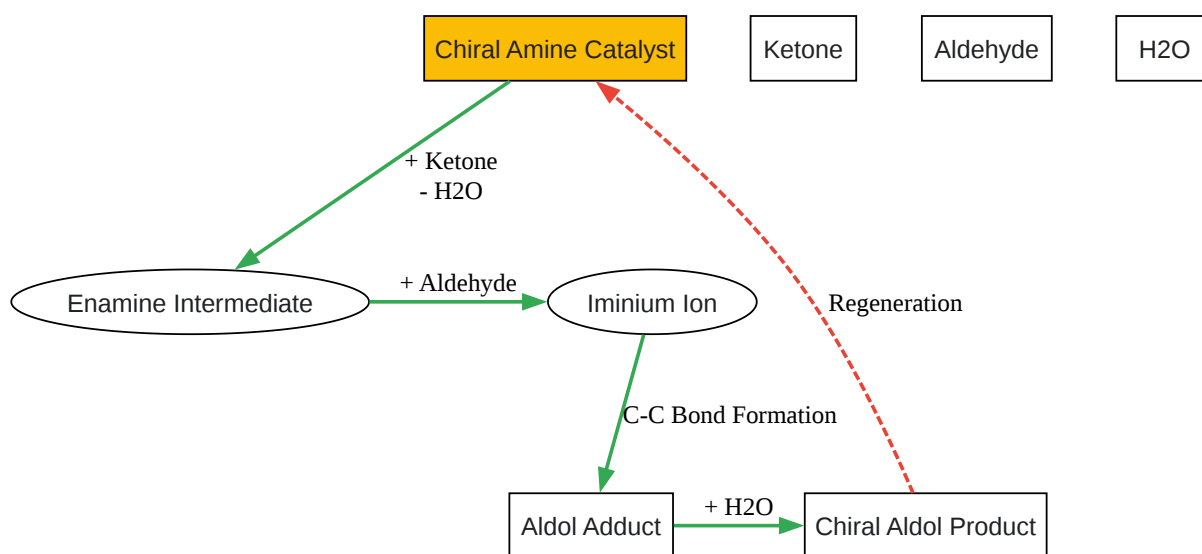 Chiral Amine Catalyst
Ketone
Aldehyde
H2O
+ Ketone
- H2O
Enamine Intermediate
+ Aldehyde
Iminium Ion
Regeneration
C-C Bond Formation
Aldol Adduct
+ H2O
Chiral Aldol Product